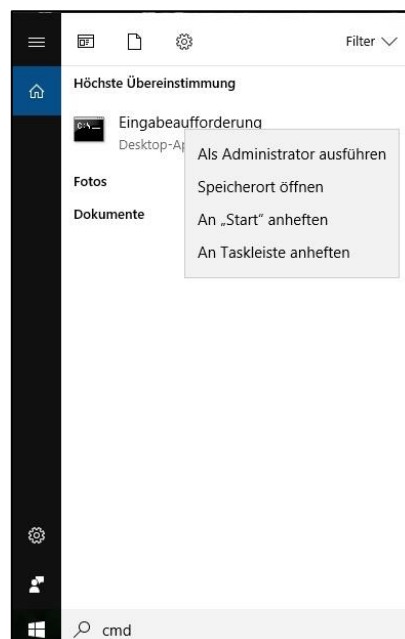 Filter
Höchste Übereinstimmung
Eingabeaufforderung
Desktop-Ap
Als Administrator ausführen
Speicherort öffnen
An „Start“ anheften
An Taskleiste anheften
Fotos
Dokumente
cmd